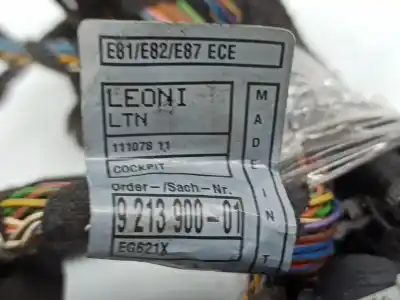 E81/E82/E87 ECE
LEONI
LTN
111078 11
COCKPIT
Order-/Sach-Nr.
9 213 900-01
EG621X
MADE IN T